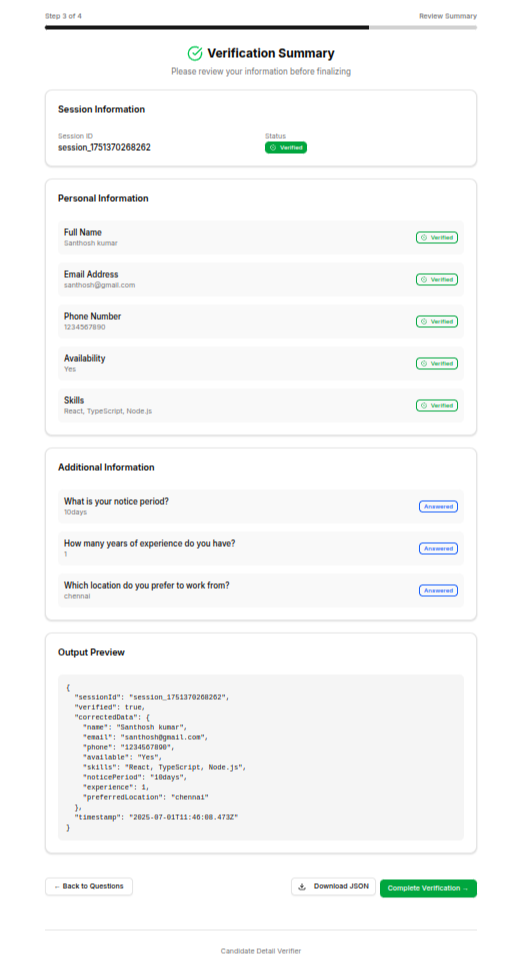 Step 3 of 4
Review Summary
Verification Summary
Please review your information before finalizing
Session Information
Session ID
Status
session_1751370268262
Verified
Personal Information
Full Name
Santhosh kumar
Verified
Email Address
santhosh@gmail.com
Verified
Phone Number
1234567890
Verified
Availability
Yes
Verified
Skills
React, TypeScript, Node.js
Verified
Additional Information
What is your notice period?
10days
Answered
How many years of experience do you have?
1
Answered
Which location do you prefer to work from?
chennai
Answered
Output Preview
{
  "sessionId": "session_1751370268262",
  "verified": true,
  "correctedData": {
    "name": "Santhosh kumar",
    "email": "santhosh@gmail.com",
    "phone": "1234567890",
    "available": "Yes",
    "skills": "React, TypeScript, Node.js",
    "noticePeriod": "10days",
    "experience": 1,
    "preferredLocation": "chennai"
  },
  "timestamp": "2025-07-01T11:46:08.473Z"
}
← Back to Questions
Download JSON
Complete Verification →
Candidate Detail Verifier